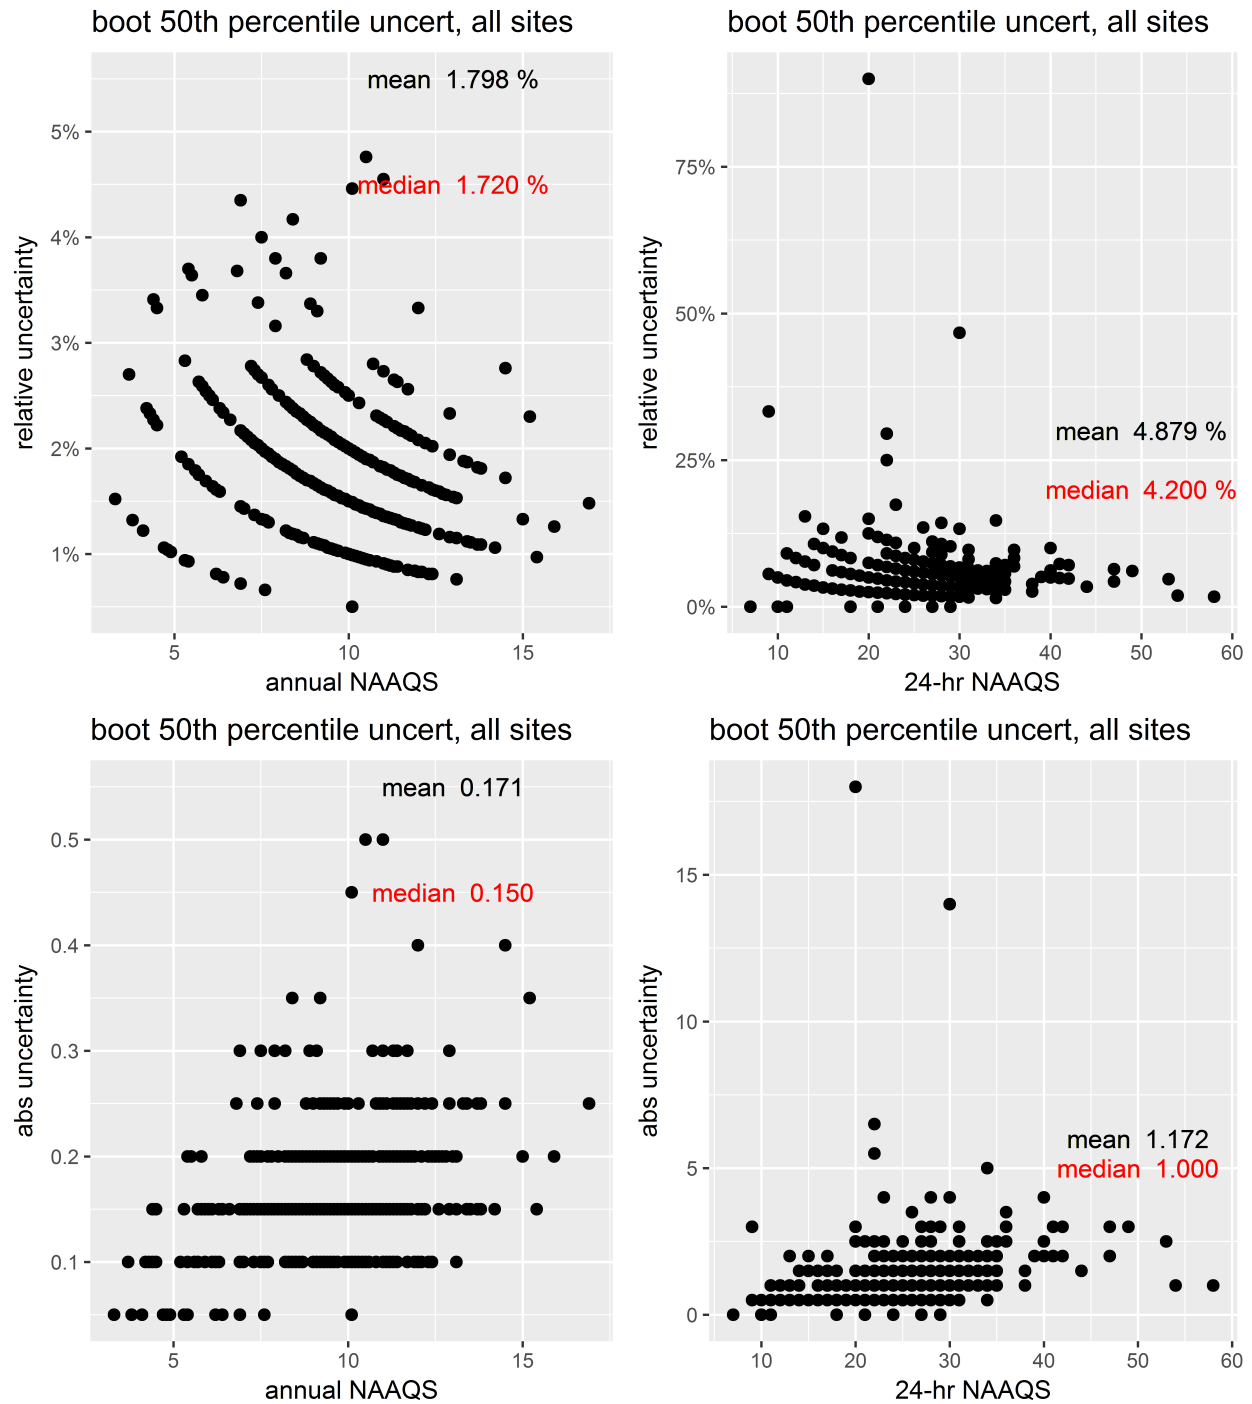 boot 50th percentile uncert, all sites
mean 1.798 %
median 1.720 %
5%
4%
3%
2%
1%
relative uncertainty
5 10 15
annual NAAQS
boot 50th percentile uncert, all sites
mean 4.879 %
median 4.200 %
75%
50%
25%
0%
relative uncertainty
10 20 30 40 50 60
24-hr NAAQS
boot 50th percentile uncert, all sites
mean 0.171
median 0.150
0.5
0.4
0.3
0.2
0.1
abs uncertainty
5 10 15
annual NAAQS
boot 50th percentile uncert, all sites
mean 1.172
median 1.000
15
10
5
0
abs uncertainty
10 20 30 40 50 60
24-hr NAAQS